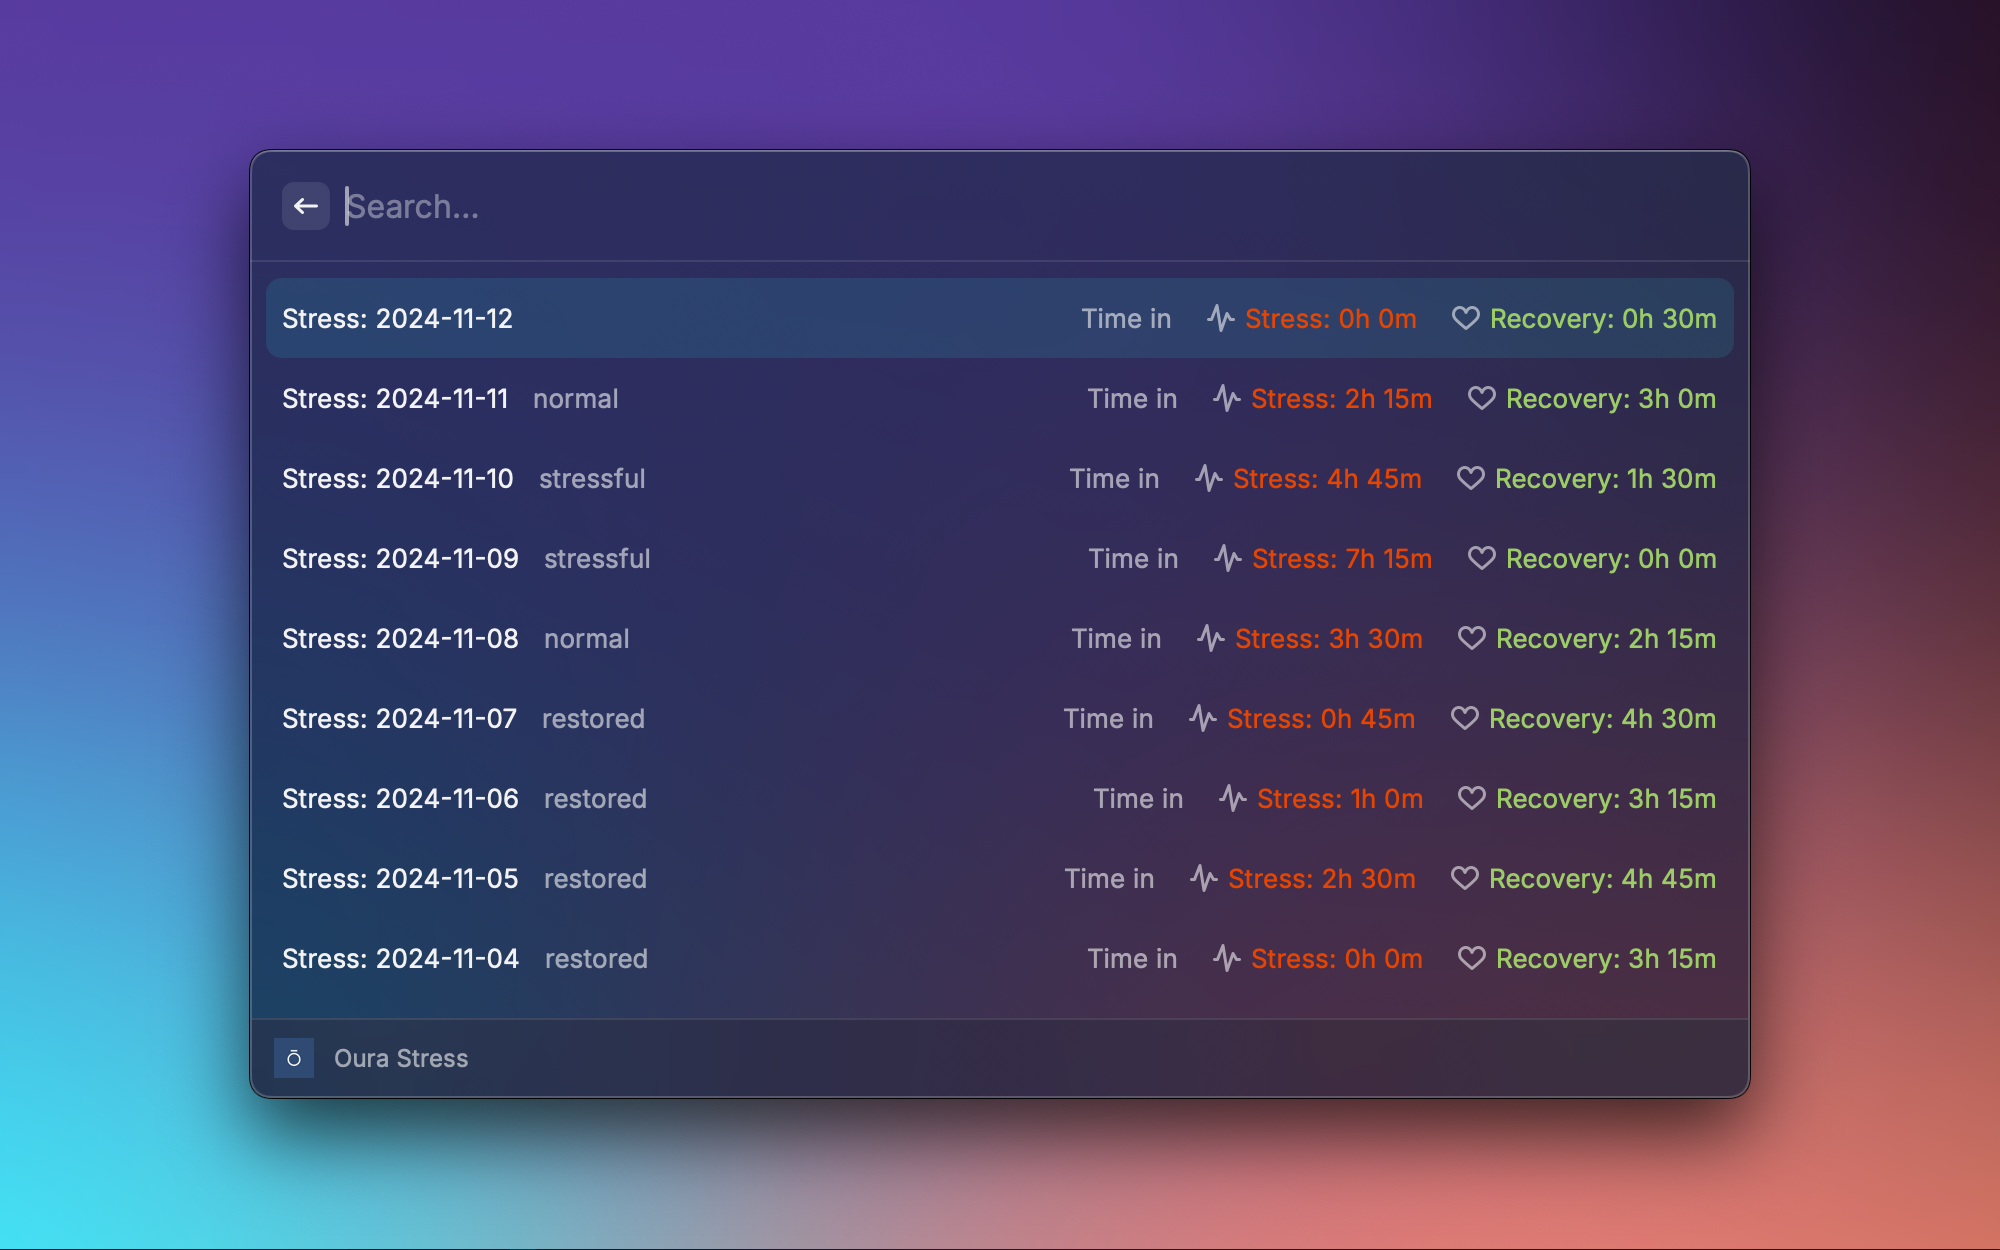 Search...
Stress: 2024-11-12 Time in Stress: 0h 0m Recovery: 0h 30m
Stress: 2024-11-11 normal Time in Stress: 2h 15m Recovery: 3h 0m
Stress: 2024-11-10 stressful Time in Stress: 4h 45m Recovery: 1h 30m
Stress: 2024-11-09 stressful Time in Stress: 7h 15m Recovery: 0h 0m
Stress: 2024-11-08 normal Time in Stress: 3h 30m Recovery: 2h 15m
Stress: 2024-11-07 restored Time in Stress: 0h 45m Recovery: 4h 30m
Stress: 2024-11-06 restored Time in Stress: 1h 0m Recovery: 3h 15m
Stress: 2024-11-05 restored Time in Stress: 2h 30m Recovery: 4h 45m
Stress: 2024-11-04 restored Time in Stress: 0h 0m Recovery: 3h 15m
Oura Stress